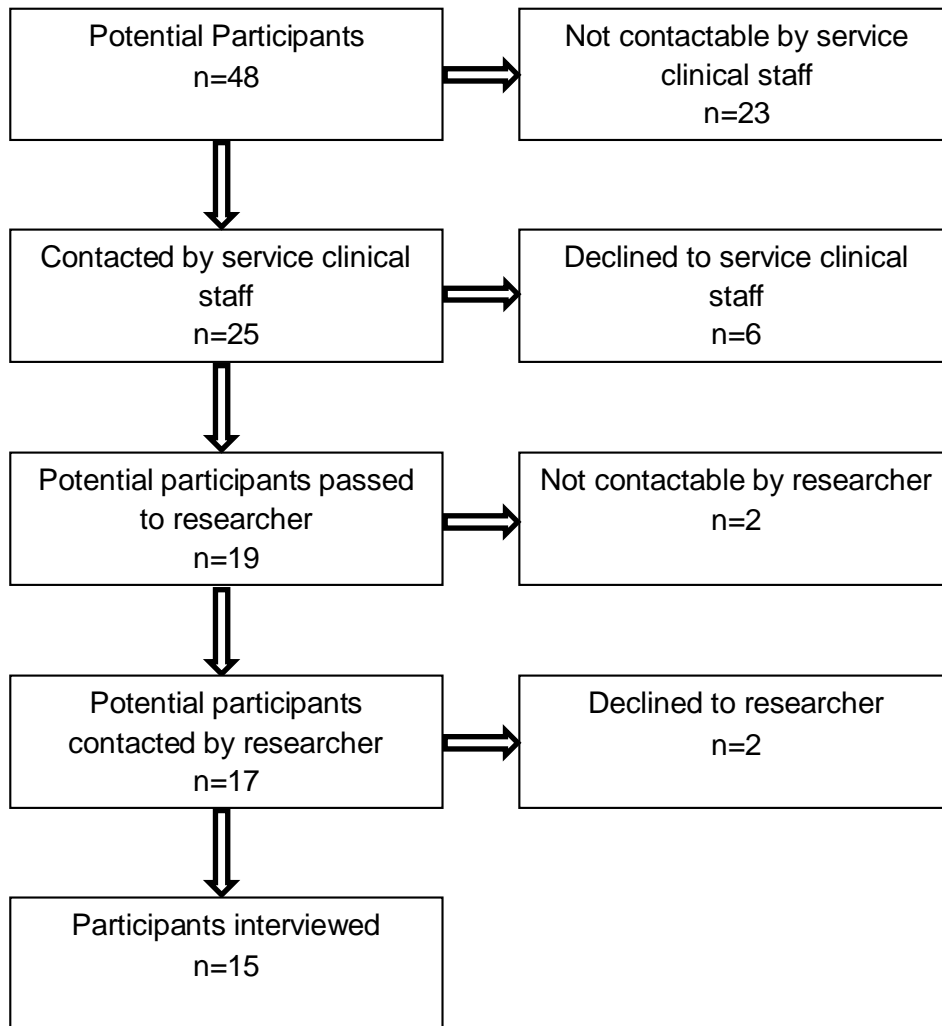 Potential Participants
n=48
Not contactable by service
clinical staff
n=23
Contacted by service clinical
staff
n=25
Declined to service clinical
staff
n=6
Potential participants passed
to researcher
n=19
Not contactable by researcher
n=2
Potential participants
contacted by researcher
n=17
Declined to researcher
n=2
Participants interviewed
n=15